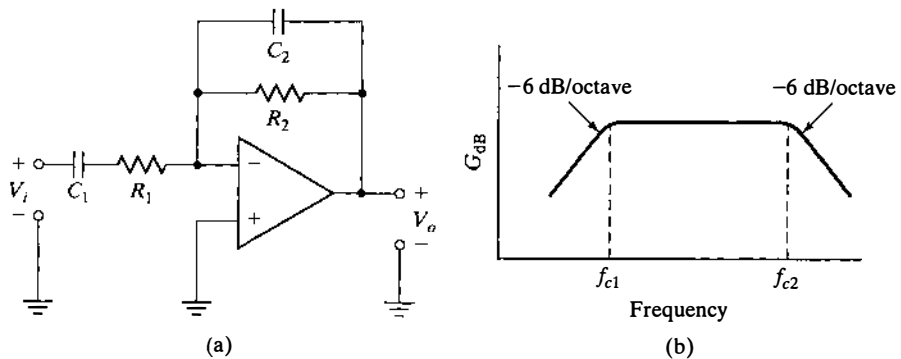 C2
R2
+
C1
R1
Vi
−
−
+
+
Vo
−
(a)
−6 dB/octave
−6 dB/octave
GdB
fc1
fc2
Frequency
(b)